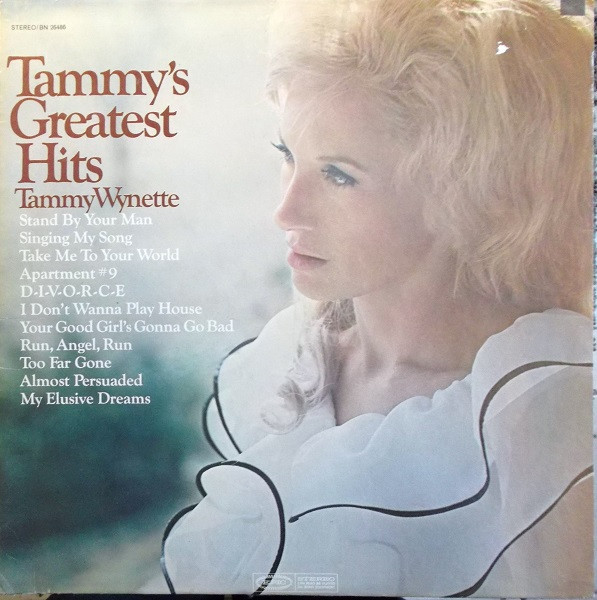 STEREO/BN 26486
Tammy's
Greatest
Hits
Tammy Wynette
Stand By Your Man
Singing My Song
Take Me To Your World
Apartment #9
D-I-V-O-R-C-E
I Don't Wanna Play House
Your Good Girl's Gonna Go Bad
Run, Angel, Run
Too Far Gone
Almost Persuaded
My Elusive Dreams
STEREO